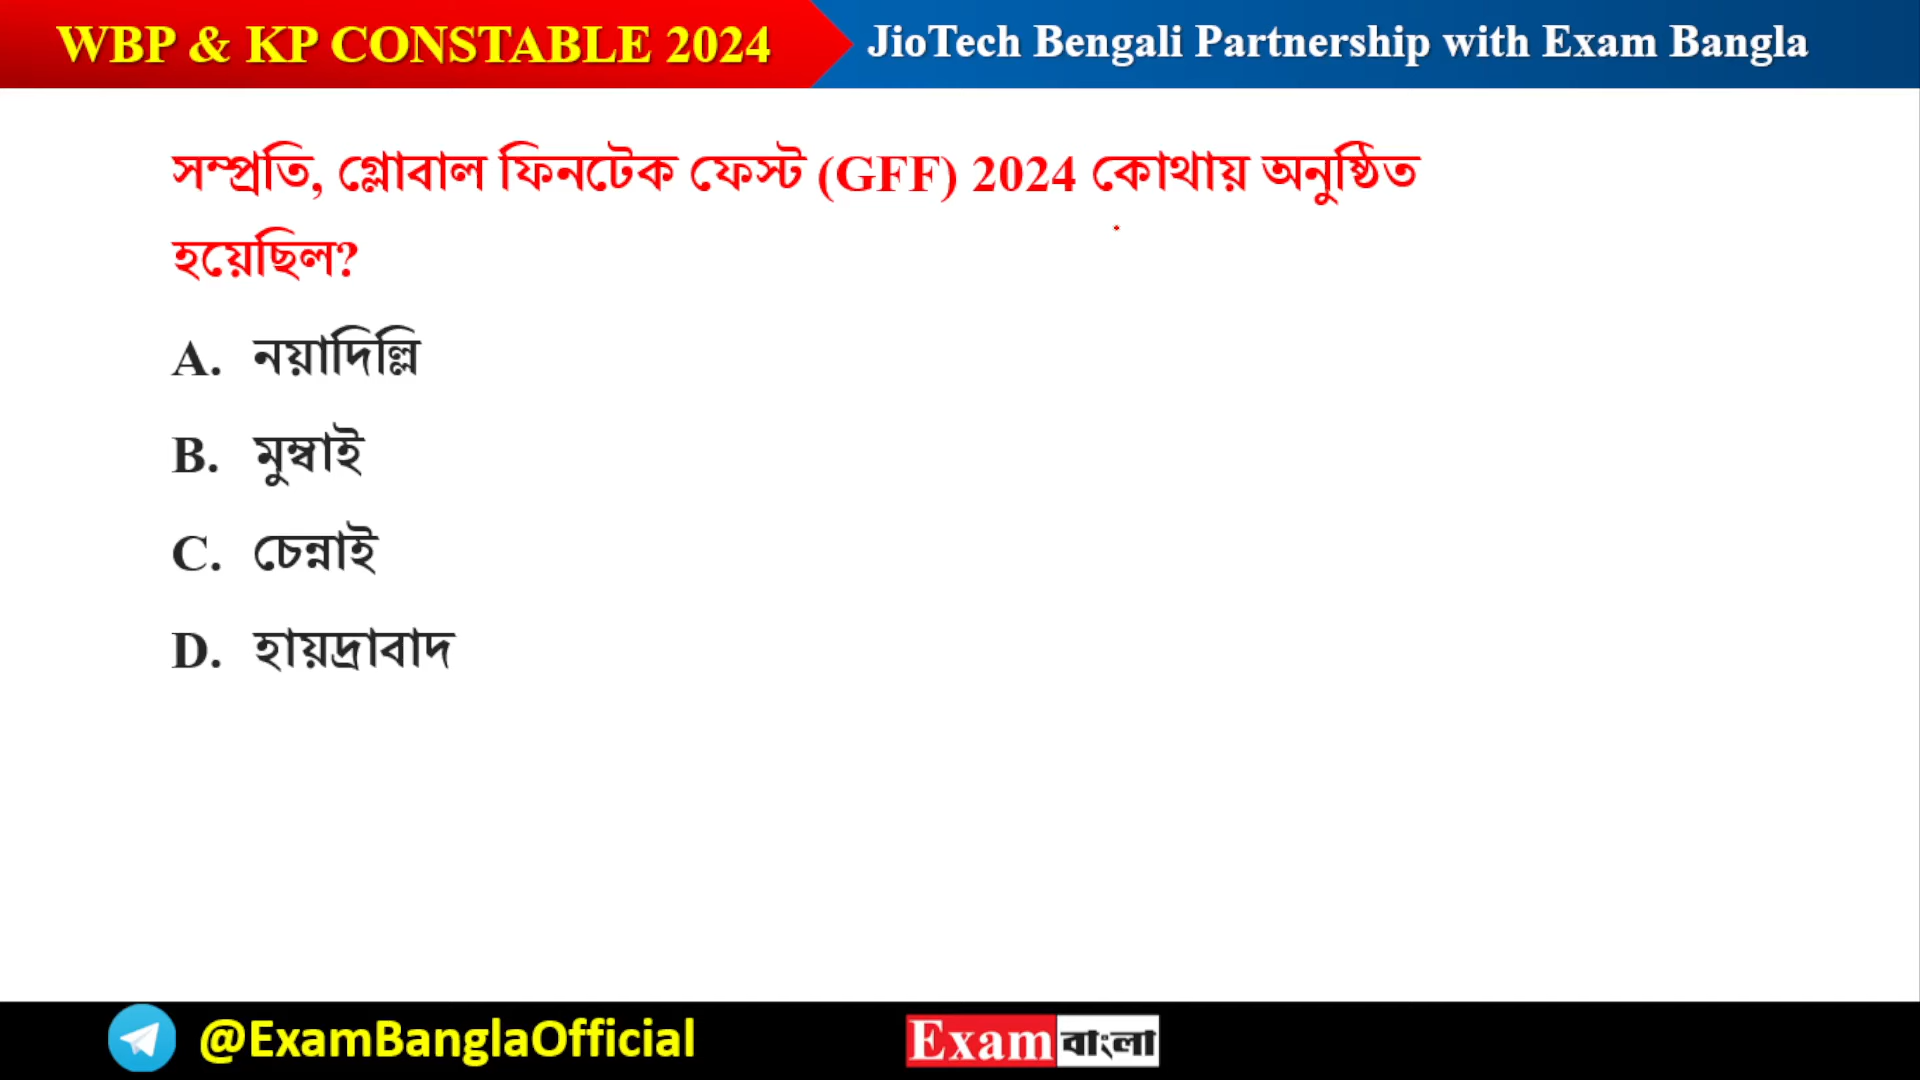 WBP & KP CONSTABLE 2024
JioTech Bengali Partnership with Exam Bangla
সম্প্রতি, গ্লোবাল ফিনটেক ফেস্ট (GFF) 2024 কোথায় অনুষ্ঠিত
হয়েছিল?
A. নয়াদিল্লি
B. মুম্বাই
C. চেন্নাই
D. হায়দ্রাবাদ
@ExamBanglaOfficial
Exam বাংলা